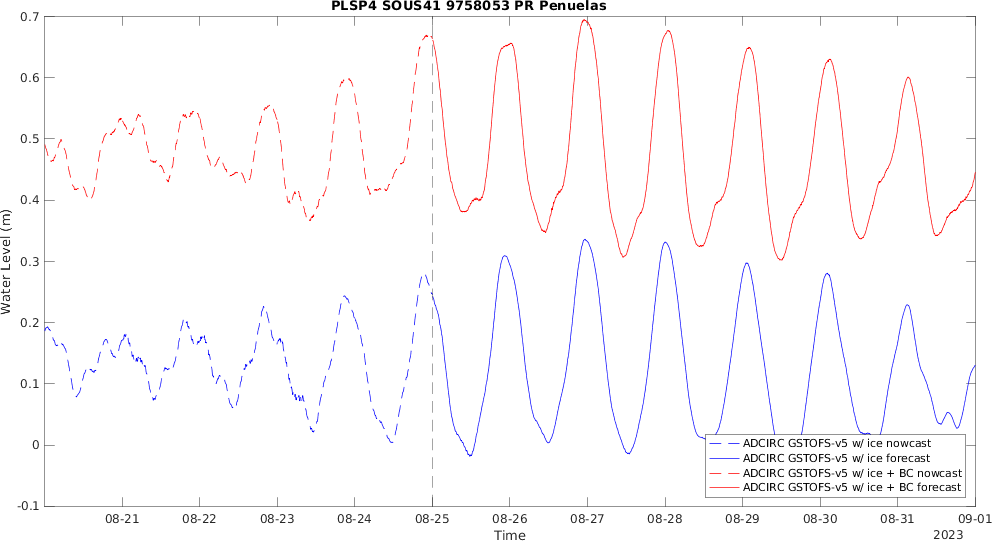 PLSP4 SOUS41 9758053 PR Penuelas
0.7
0.6
0.5
0.4
0.3
0.2
0.1
0
-0.1
Water Level (m)
08-21 08-22 08-23 08-24 08-25 08-26 08-27 08-28 08-29 08-30 08-31 09-01
Time
2023
ADCIRC GSTOFS-v5 w/ ice nowcast
ADCIRC GSTOFS-v5 w/ ice forecast
ADCIRC GSTOFS-v5 w/ ice + BC nowcast
ADCIRC GSTOFS-v5 w/ ice + BC forecast